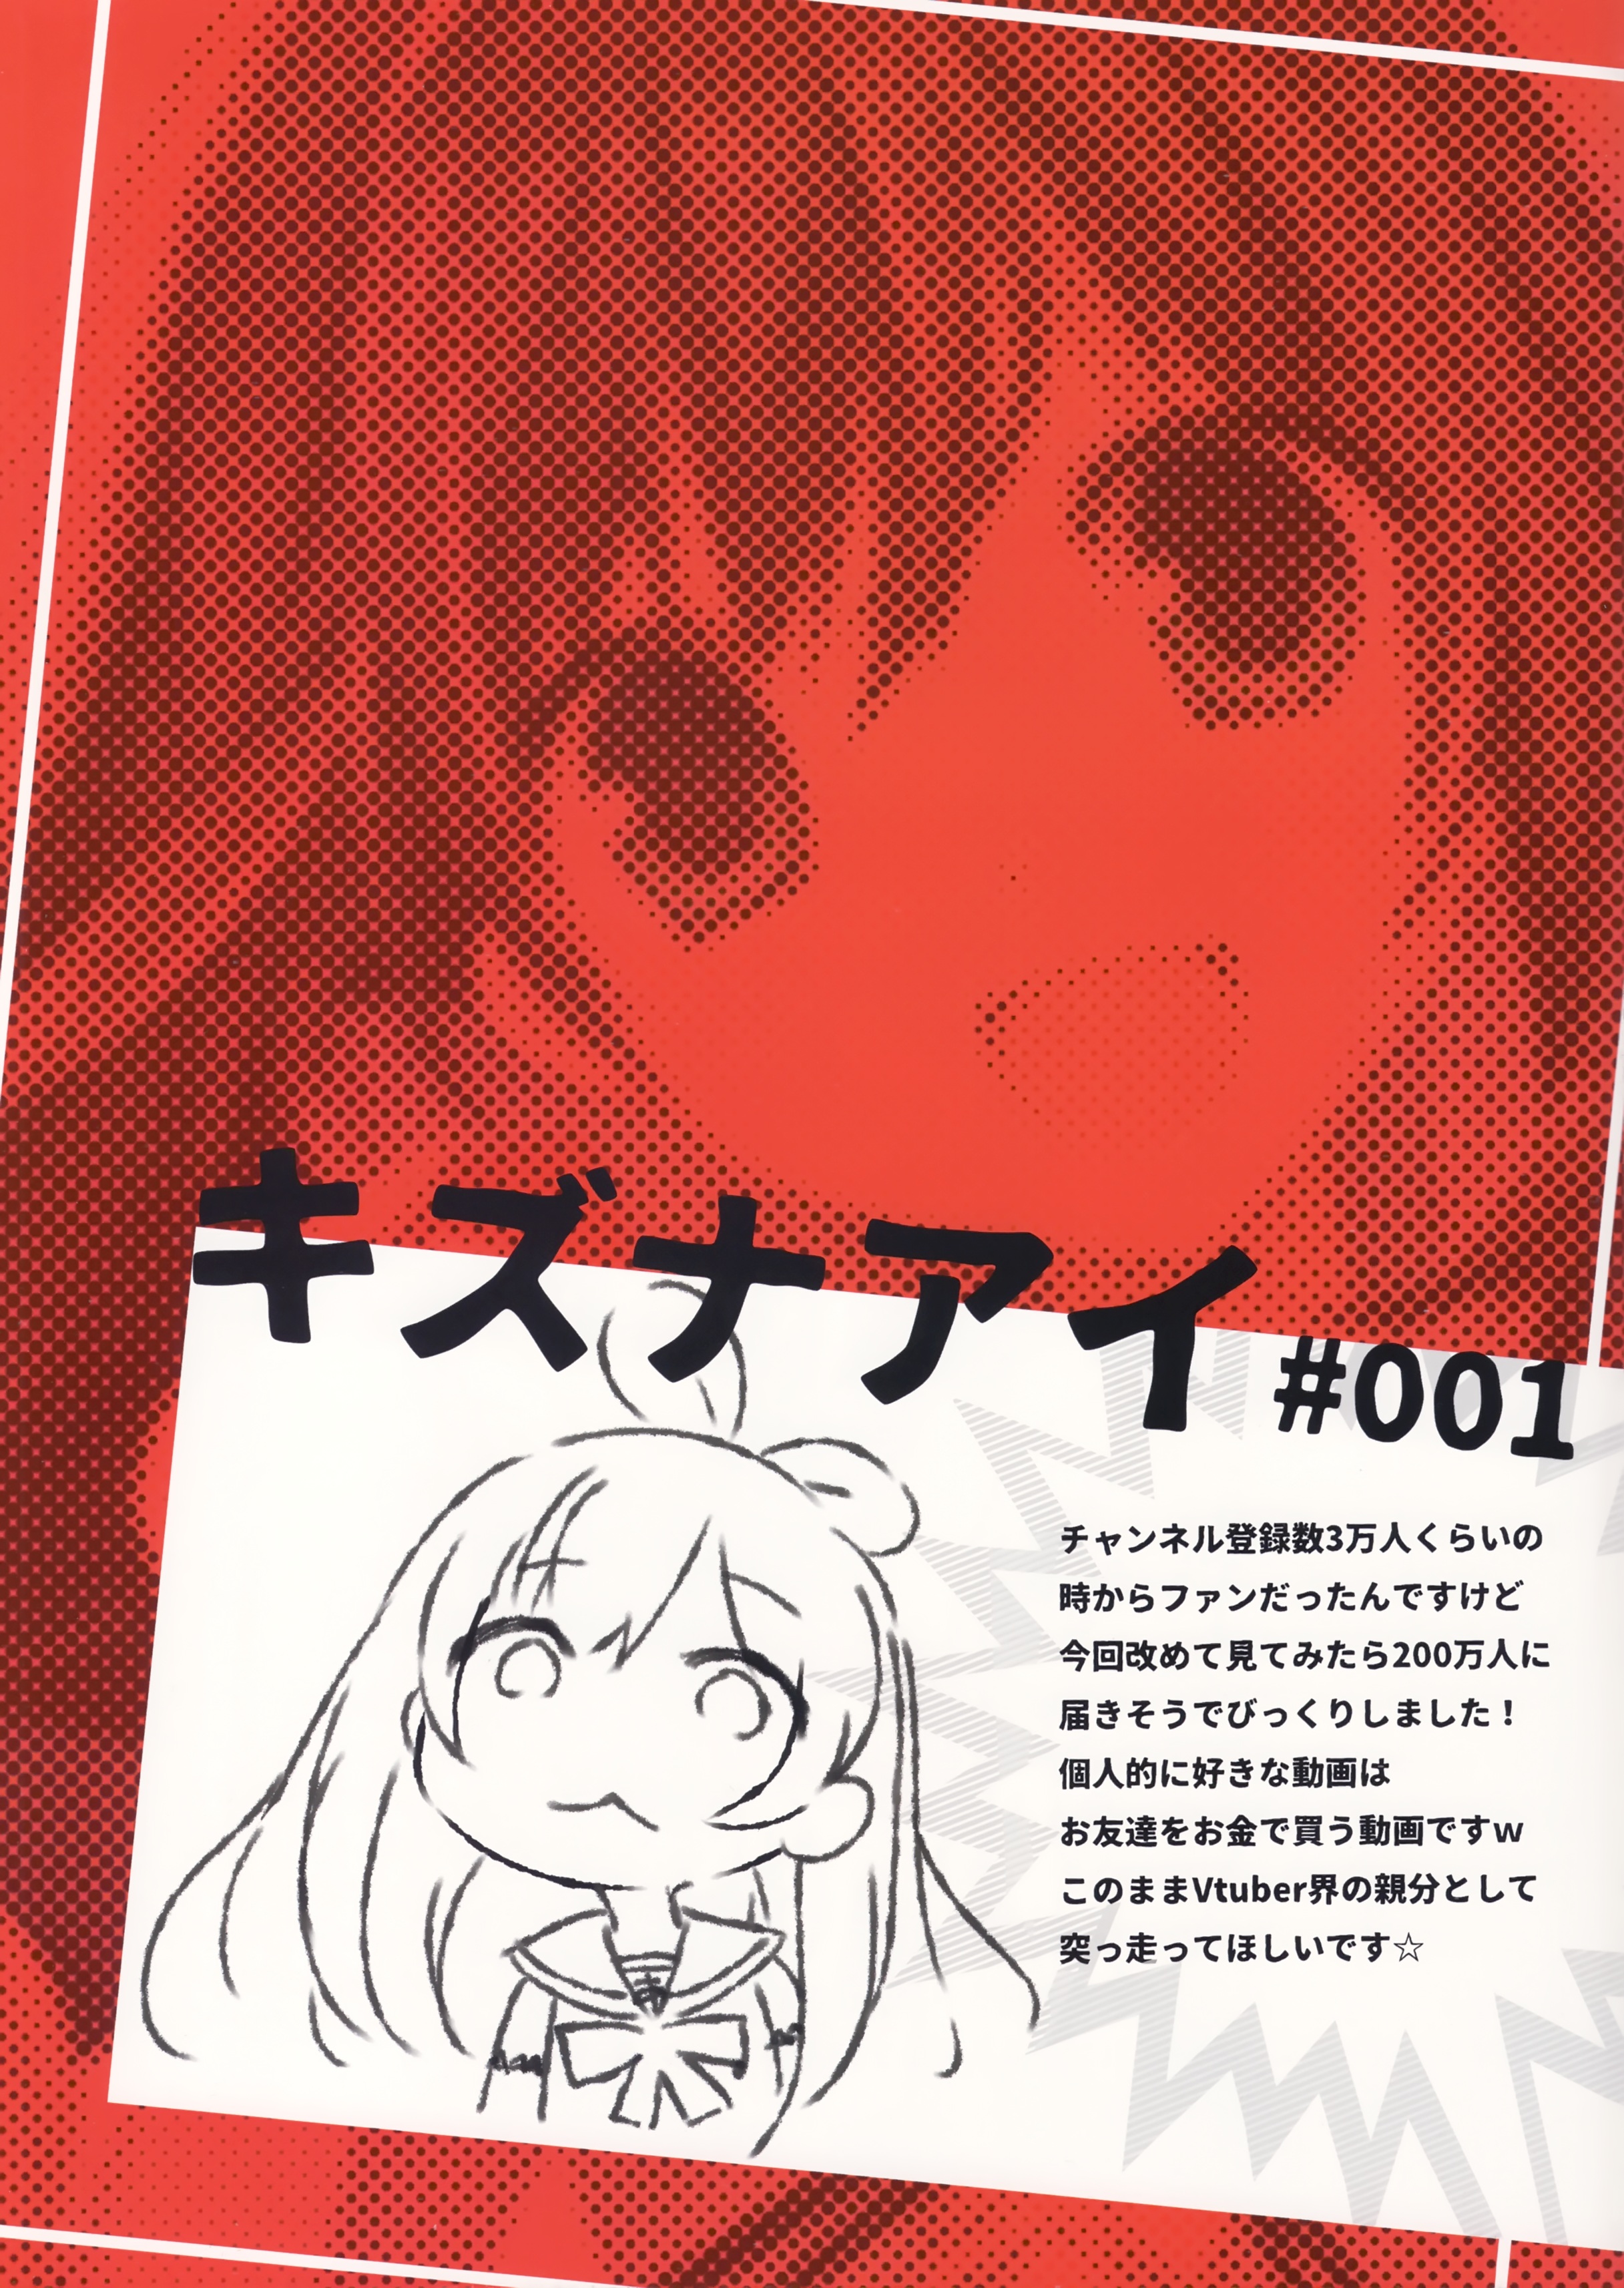 キズナアイ
#001
チャンネル登録数3万人くらいの
時からファンだったんですけど
今回改めて見てみたら200万人に
届きそうでびっくりしました！
個人的に好きな動画は
お友達をお金で買う動画ですw
このままVtuber界の親分として
突っ走ってほしいです☆